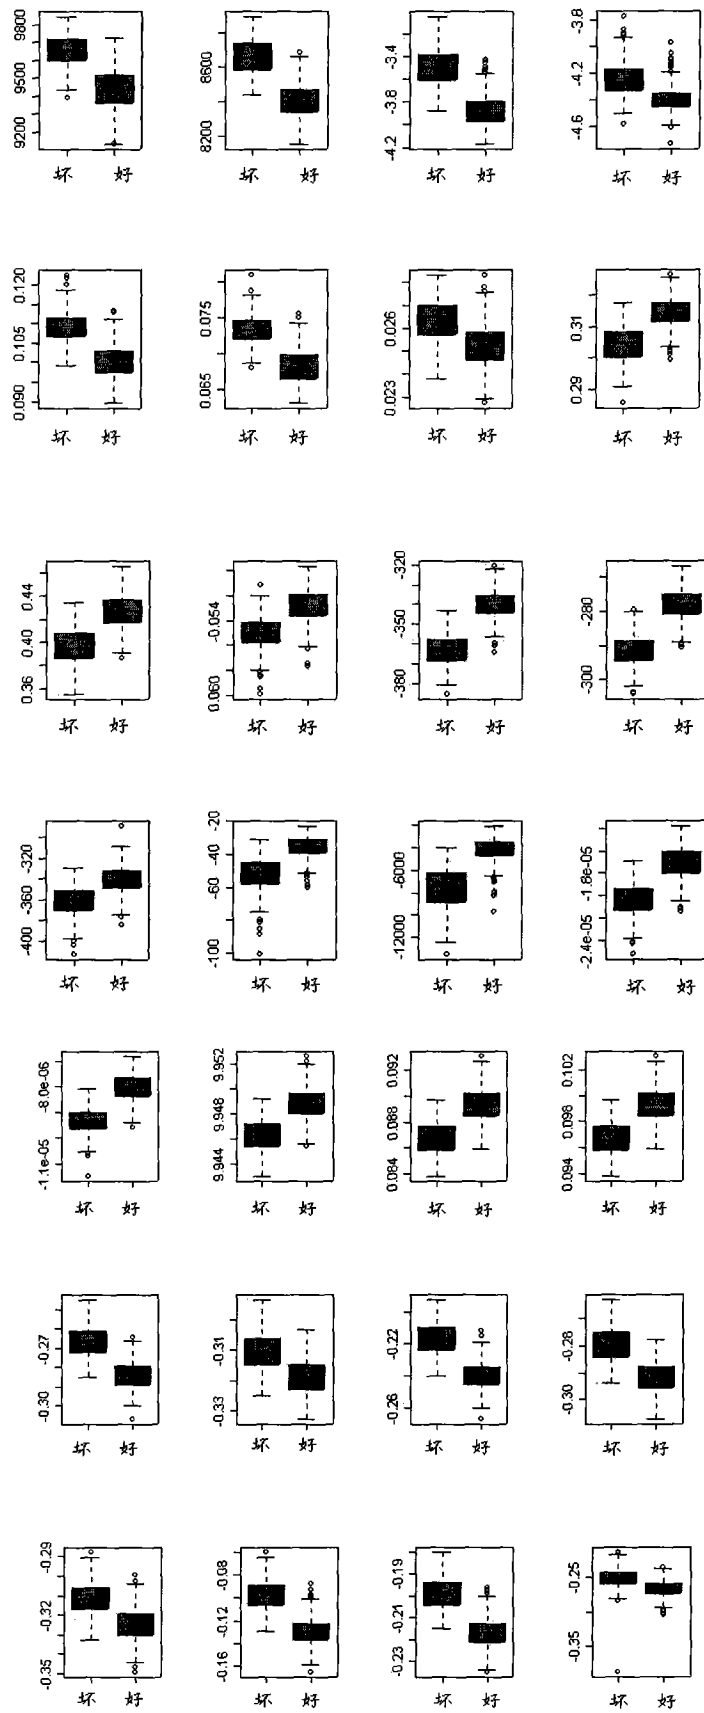 9200 9500 9800
坏 好
8200 8600
坏 好
-4.2 -3.8 -3.4
坏 好
-4.6 -4.2 -3.8
坏 好
0.090 0.105 0.120
坏 好
0.065 0.075
坏 好
0.023 0.026
坏 好
0.29 0.31
坏 好
0.36 0.40 0.44
坏 好
0.060 -0.054
坏 好
-380 -350 -320
坏 好
-300 -280
坏 好
-400 -360 -320
坏 好
-100 -60 -40 -20
坏 好
-12000 -6000
坏 好
-2.4e-05 -1.8e-05
坏 好
-1.1e-05 -8.0e-06
坏 好
9.944 9.948 9.952
坏 好
0.084 0.088 0.092
坏 好
0.094 0.098 0.102
坏 好
-0.30 -0.27
坏 好
-0.33 -0.31
坏 好
-0.26 -0.22
坏 好
-0.30 -0.28
坏 好
-0.35 -0.32 -0.29
坏 好
-0.16 -0.12 -0.08
坏 好
-0.23 -0.21 -0.19
坏 好
-0.35 -0.25
坏 好